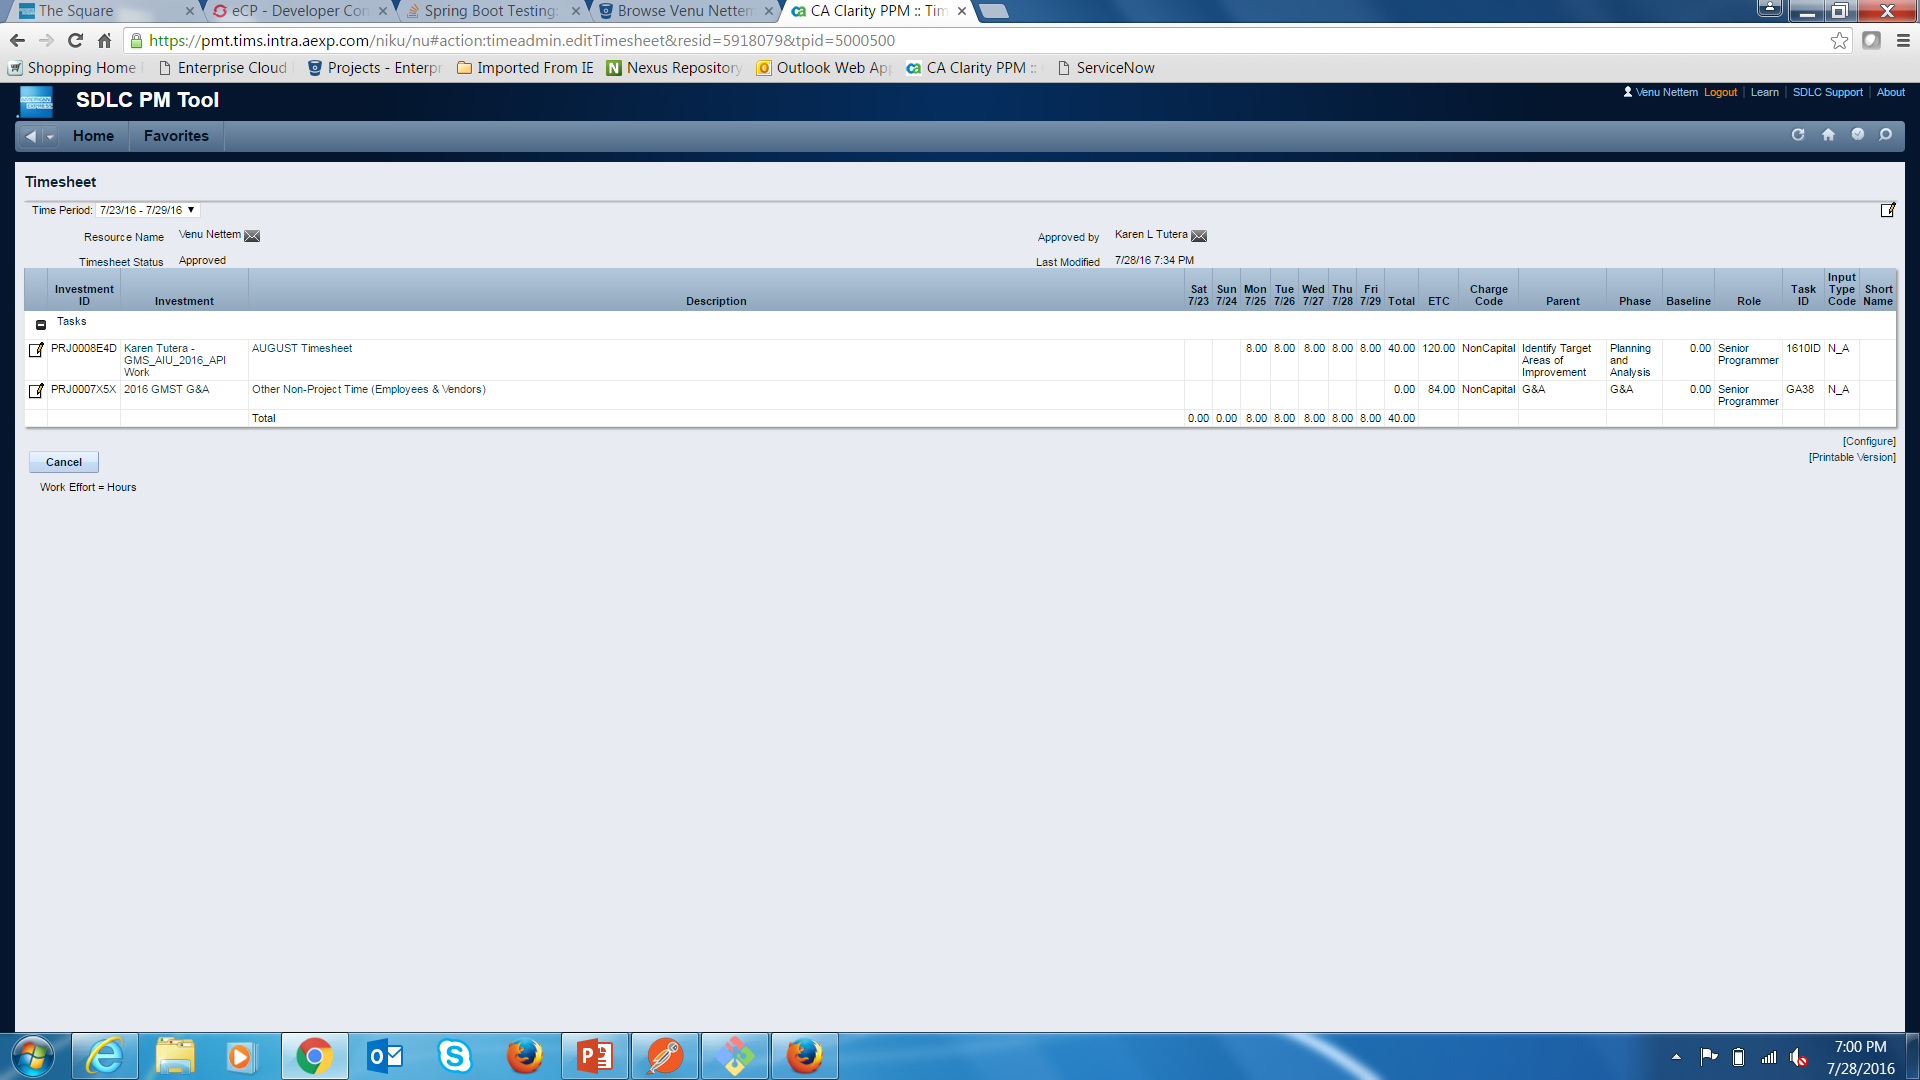 The Square
eCP - Developer Con
Spring Boot Testing:
Browse Venu Nettem
CA Clarity PPM :: Tim
https://pmt.tims.intra.aexp.com/niku/nu#action:timeadmin.editTimesheet&resid=5918079&tpid=5000500
Shopping Home
Enterprise Cloud
Projects - Enterpr
Imported From IE
Nexus Repository
Outlook Web App
CA Clarity PPM ::
ServiceNow
SDLC PM Tool
Venu Nettem Logout | Learn | SDLC Support | About
Home Favorites
Timesheet
Time Period: 7/23/16 - 7/29/16
Resource Name Venu Nettem
Approved by Karen L Tutera
Timesheet Status Approved
Last Modified 7/28/16 7:34 PM
Investment ID Investment Description Sat 7/23 Sun 7/24 Mon 7/25 Tue 7/26 Wed 7/27 Thu 7/28 Fri 7/29 Total ETC Charge Code Parent Phase Baseline Role Task ID Input Type Code Short Name
Tasks
PRJ0008E4D Karen Tutera - GMS_AIU_2016_API Work AUGUST Timesheet 8.00 8.00 8.00 8.00 8.00 40.00 120.00 NonCapital Identify Target Areas of Improvement Planning and Analysis 0.00 Senior Programmer 1610ID N_A
PRJ0007X5X 2016 GMST G&A Other Non-Project Time (Employees & Vendors) 0.00 84.00 NonCapital G&A G&A 0.00 Senior Programmer GA38 N_A
Total 0.00 0.00 8.00 8.00 8.00 8.00 8.00 40.00
[Configure]
[Printable Version]
Cancel
Work Effort = Hours
7:00 PM
7/28/2016